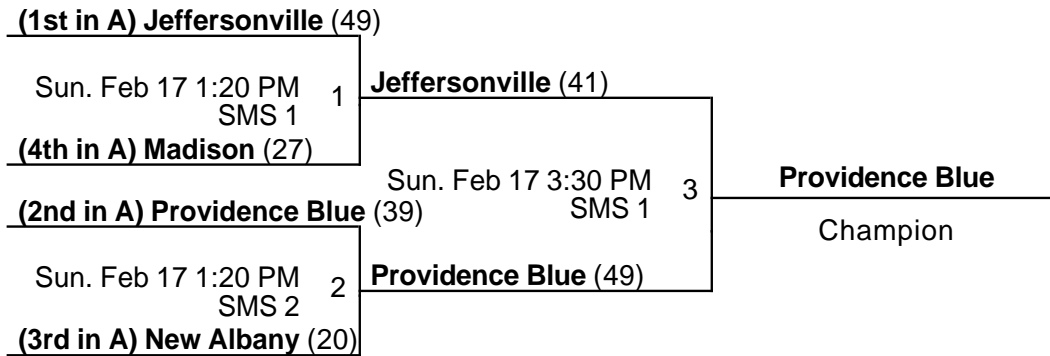 (1st in A) Jeffersonville (49)
Sun. Feb 17 1:20 PM
SMS 1
1
Jeffersonville (41)
(4th in A) Madison (27)
Sun. Feb 17 3:30 PM
SMS 1
3
Providence Blue
Champion
(2nd in A) Providence Blue (39)
Sun. Feb 17 1:20 PM
SMS 2
2
Providence Blue (49)
(3rd in A) New Albany (20)